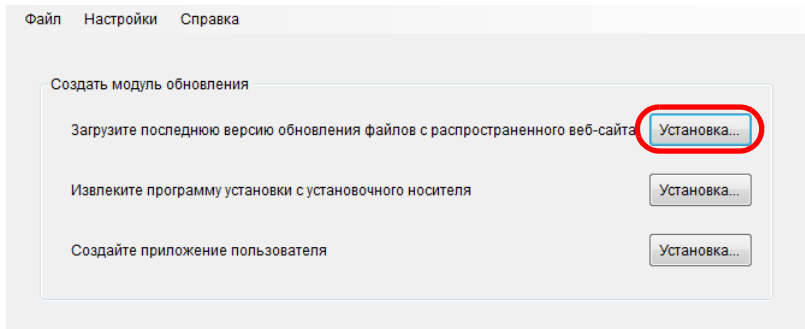 Файл Настройки Справка
Создать модуль обновления
Загрузите последнюю версию обновления файлов с распространенного веб-сайта Установка...
Извлеките программу установки с установочного носителя Установка...
Создайте приложение пользователя Установка...